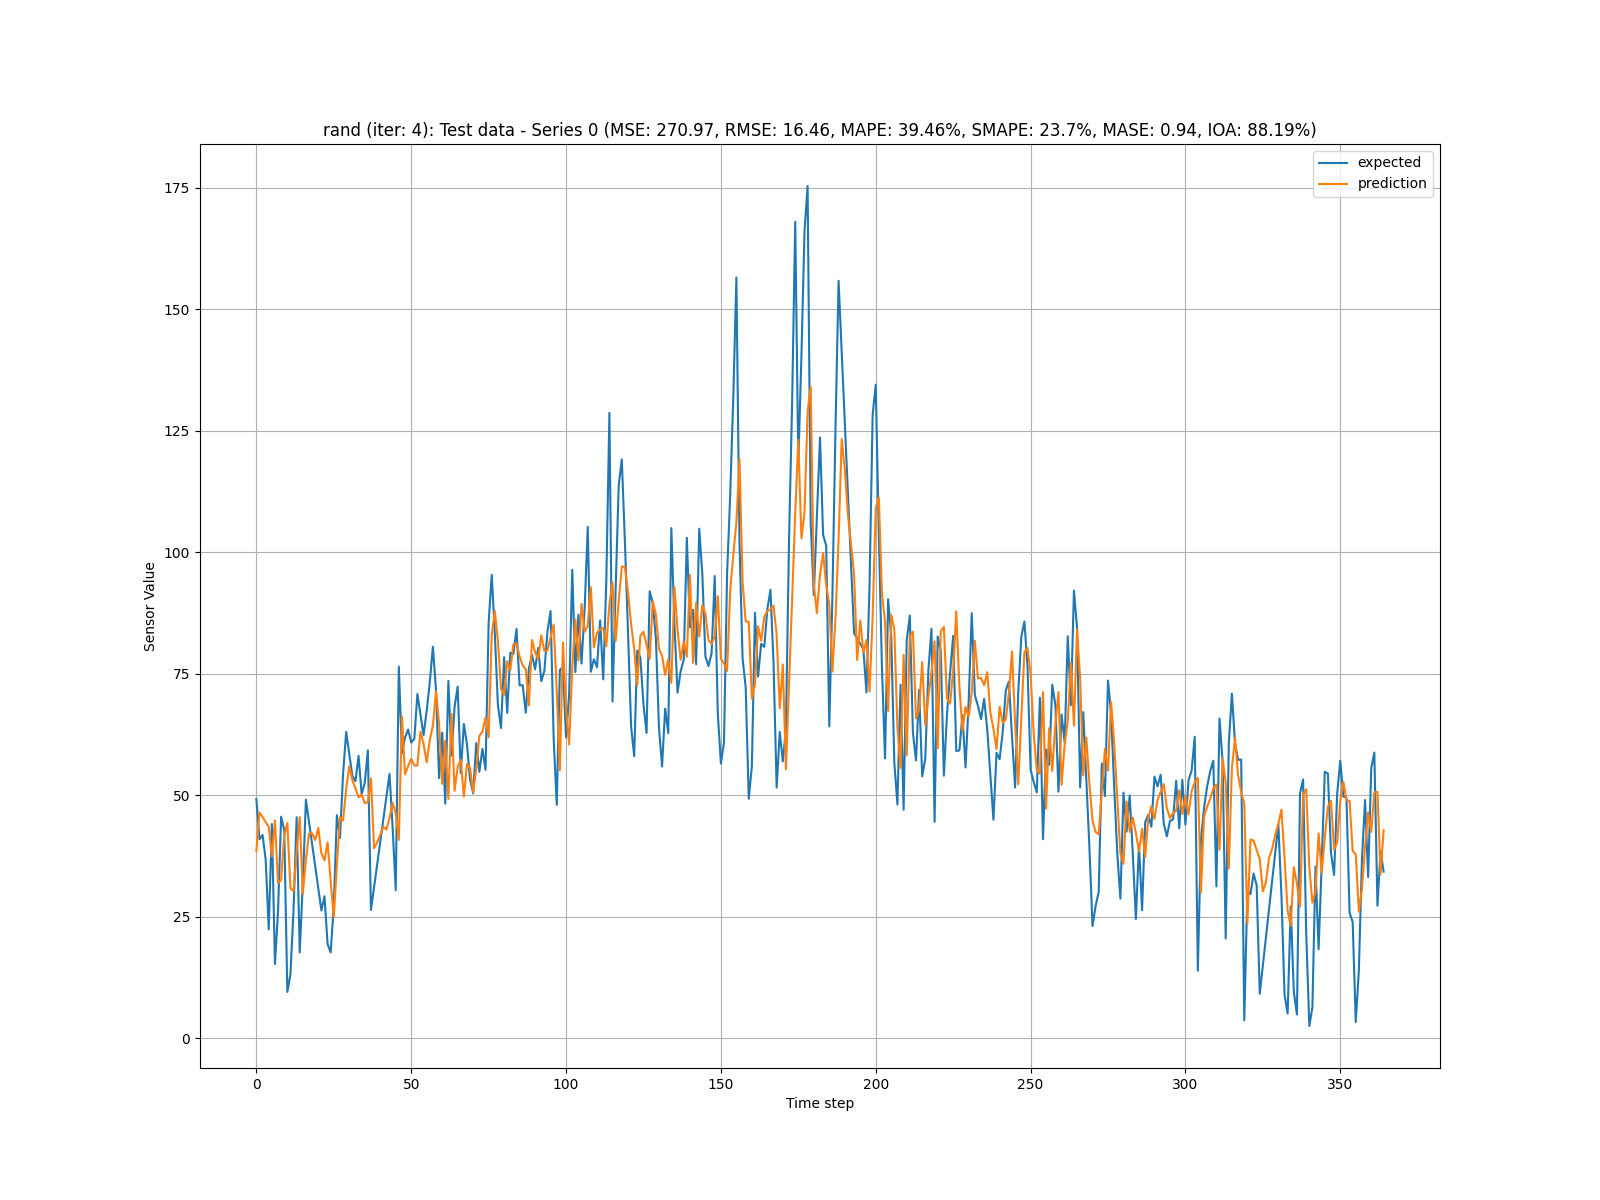 rand (iter: 4): Test data - Series 0 (MSE: 270.97, RMSE: 16.46, MAPE: 39.46%, SMAPE: 23.7%, MASE: 0.94, IOA: 88.19%)
expected
prediction
175
150
125
100
75
50
25
0
Sensor Value
0 50 100 150 200 250 300 350
Time step